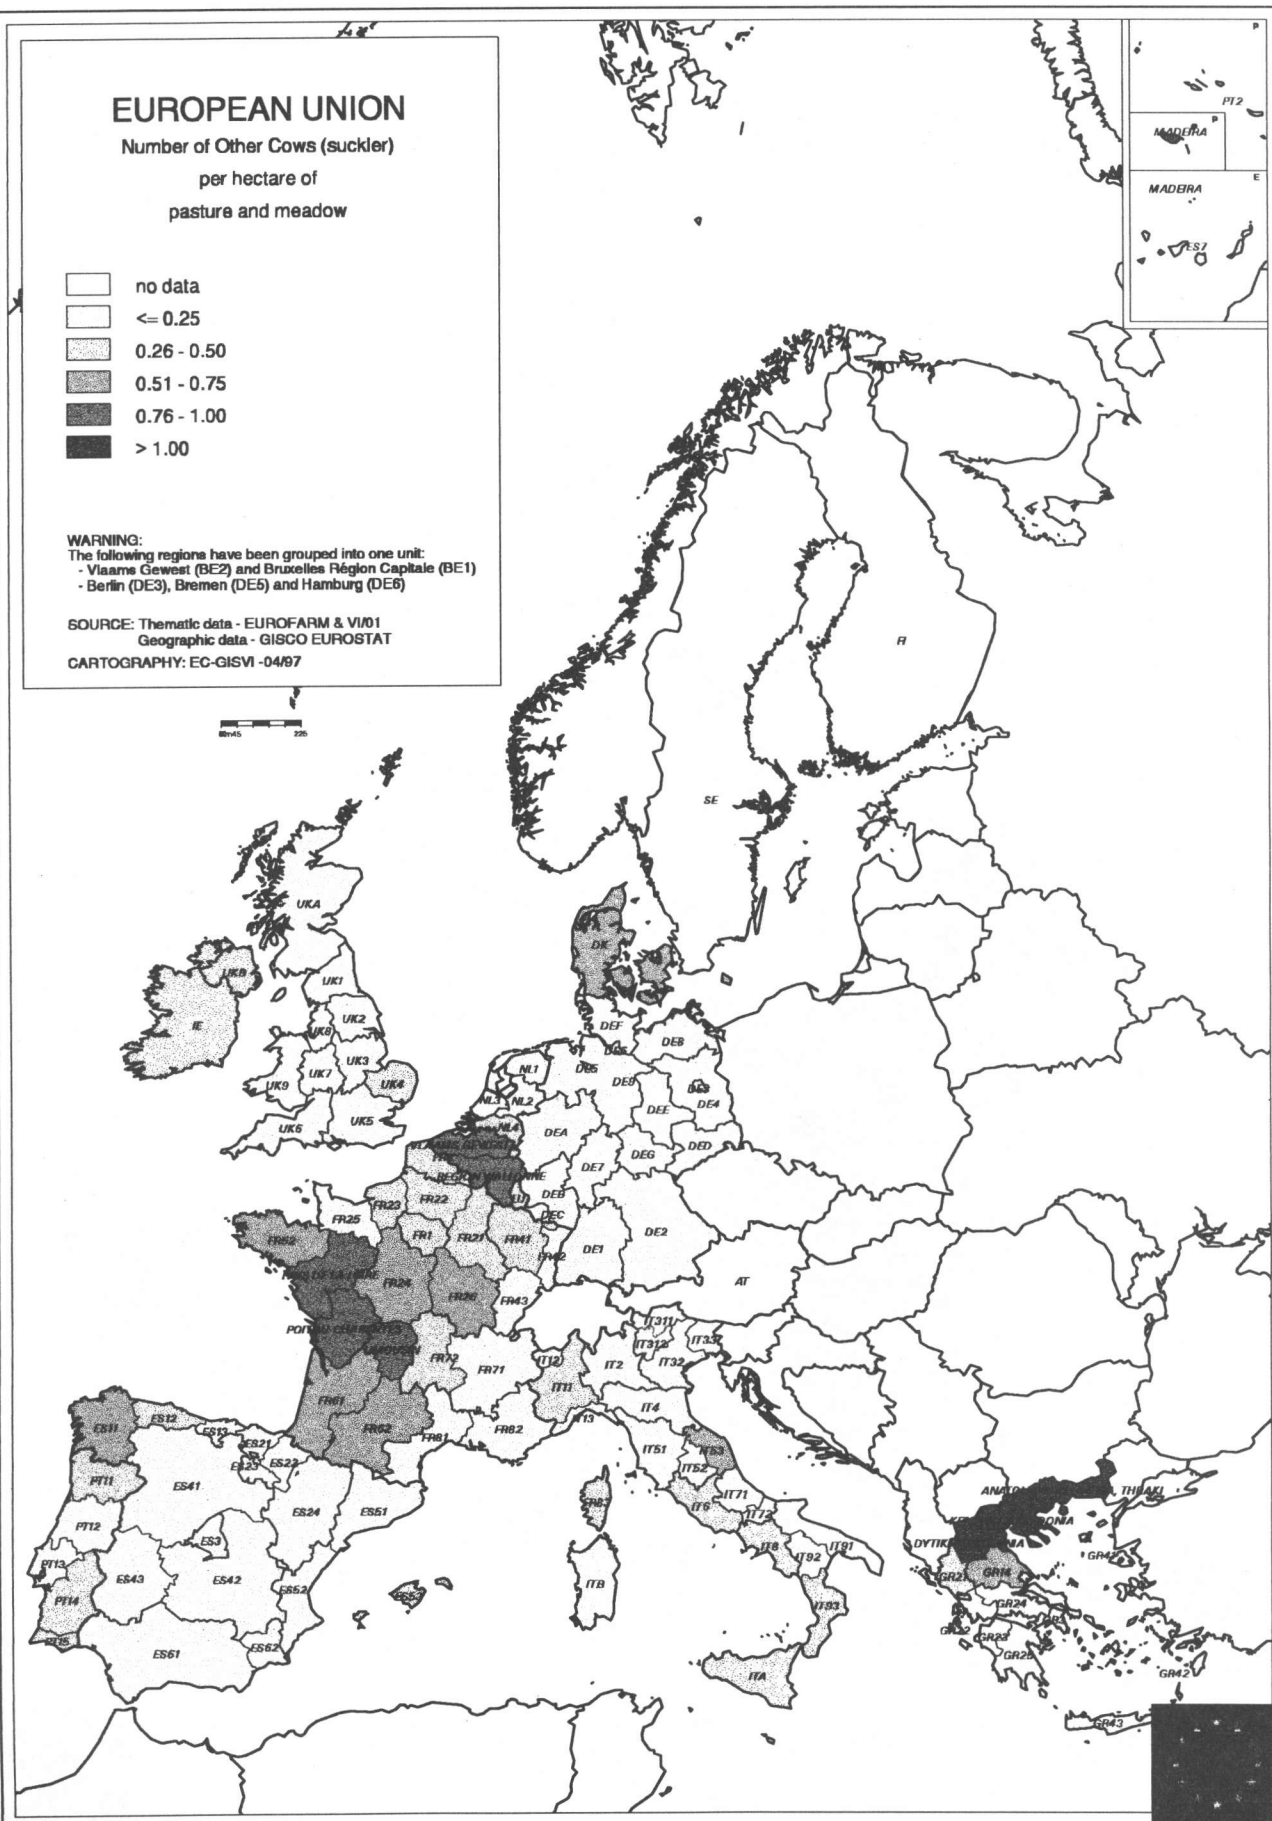 EUROPEAN UNION
Number of Other Cows (suckler)
per hectare of
pasture and meadow
no data
<= 0.25
0.26 - 0.50
0.51 - 0.75
0.76 - 1.00
> 1.00
WARNING:
The following regions have been grouped into one unit:
- Vlaams Gewest (BE2) and Bruxelles Région Capitale (BE1)
- Berlin (DE3), Bremen (DE5) and Hamburg (DE6)
SOURCE: Thematic data - EUROFARM & VI/01
Geographic data - GISCO EUROSTAT
CARTOGRAPHY: EC-GISVI -04/97
225
P
PT2
P
MADEIRA
E
MADEIRA
ES7
FI
SE
UKA
DK
UKB
UK1
IE
UK8
UK2
DEF
DE8
UK3
NL1
DE5
UK7
UK9
UK4
DE9
DE3
NL3
NL2
DEE
DE4
UK6
UK5
NL4
DEA
DEG
DED
DE7
FR23
FR22
DEB
FR25
DEC
FR52
FR1
FR21
FR41
FR42
DE1
DE2
FR24
FR26
FR43
AT
IT311
IT312
IT33
FR72
FR71
IT12
IT2
IT32
IT11
FR61
IT4
ES11
ES12
ES13
FR62
FR81
FR82
IT13
ES21
ES22
ES23
IT51
IT53
IT52
PT11
ES41
FR83
IT6
IT71
IT72
PT12
ES24
ES51
ES3
IT8
IT92
IT91
PT13
ES43
ES42
ES52
ES53
ITB
PT14
IT93
PT15
ES61
ES62
ITA
GR21
GR14
GR41
GR24
GR3
GR22
GR23
GR25
GR42
GR43